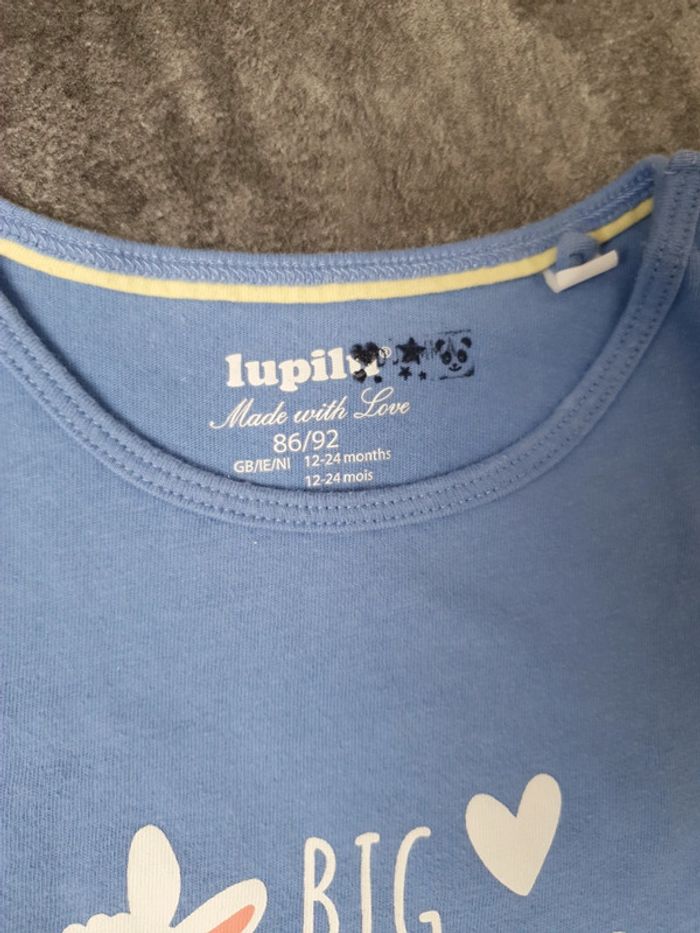 lupilu®
Made with Love
86/92
GB/IE/NI 12-24 months
12-24 mois
BIG